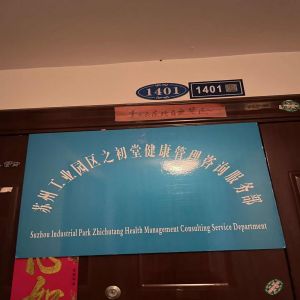 1401
1401
苏州工业园区之初堂健康管理咨询服务部
Suzhou Industrial Park Zhichutang Health Management Consulting Service Department